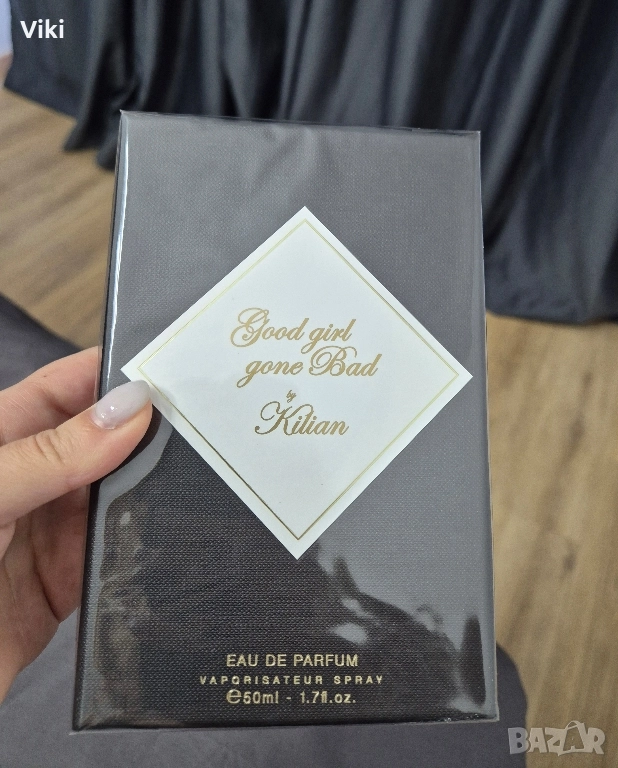 Viki
Good girl
gone Bad
by
Kilian
EAU DE PARFUM
VAPORISATEUR SPRAY
℮50ml - 1.7fl.oz.
BAZAR